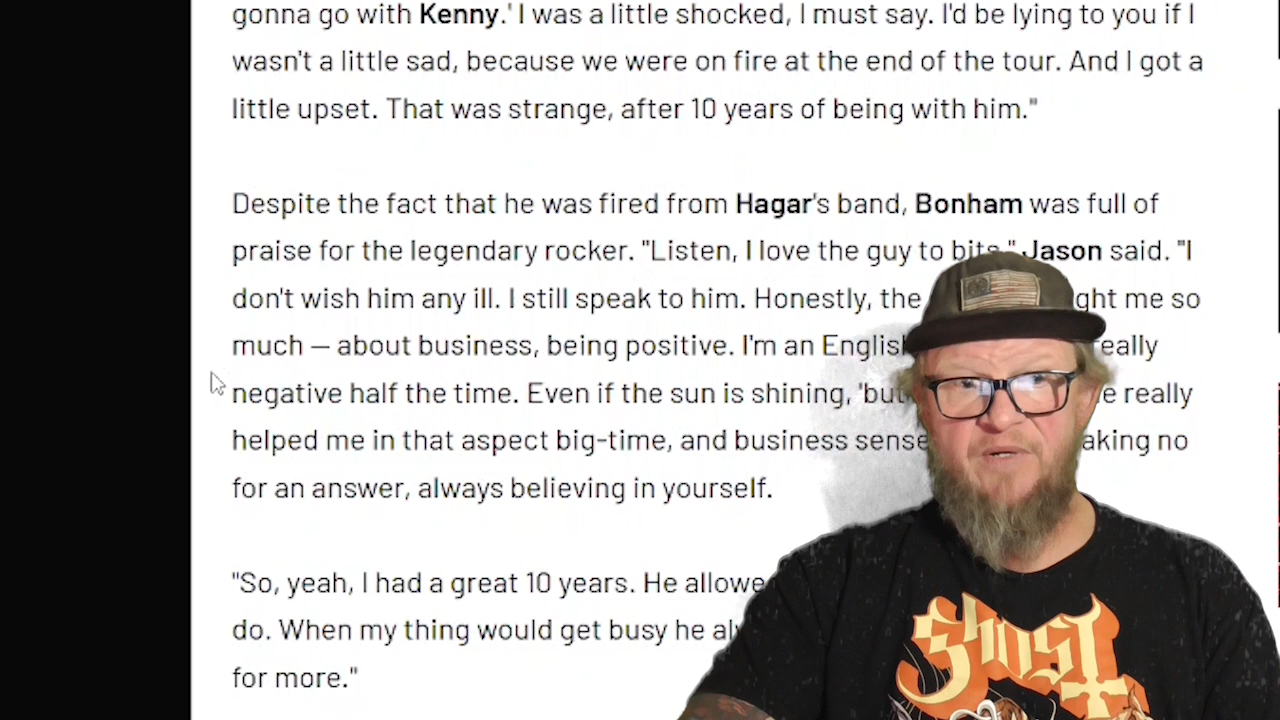 gonna go with Kenny.' I was a little shocked, I must say. I'd be lying to you if I
wasn't a little sad, because we were on fire at the end of the tour. And I got a
little upset. That was strange, after 10 years of being with him."
Despite the fact that he was fired from Hagar's band, Bonham was full of
praise for the legendary rocker. "Listen, I love the guy to bits," Jason said. "I
don't wish him any ill. I still speak to him. Honestly, the me so
much — about business, being positive. I'm an
negative half the time. Even if the sun is shining, really
helped me in that aspect big-time, and business sense no
for an answer, always believing in yourself.
"So, yeah, I had a great 10 years. He
do. When my thing would get busy he
for more."
Ghost